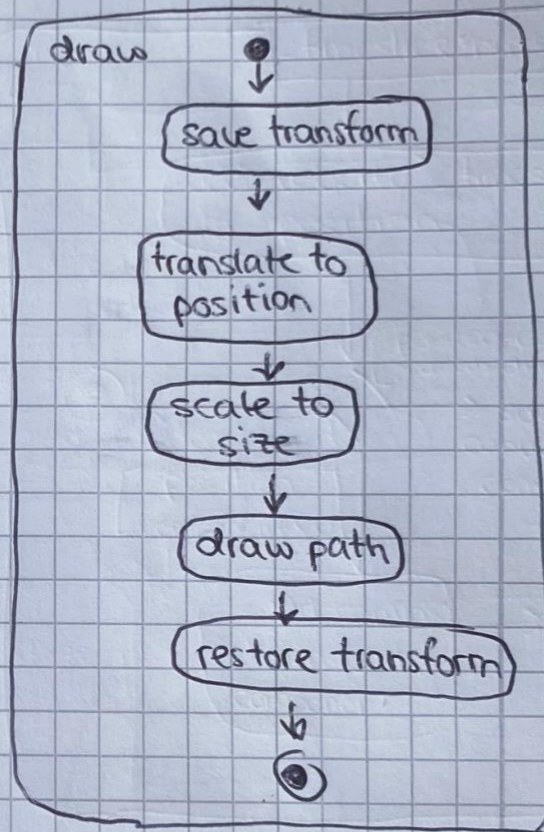 draw
save transform
translate to
position
scale to
size
draw path
restore transform